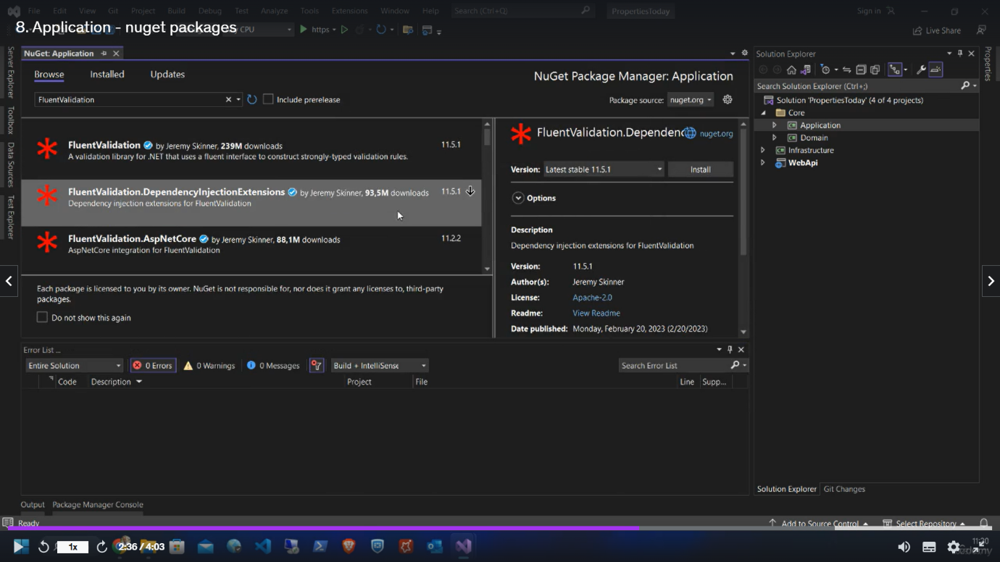 File Edit View Git Project Build Debug Test Analyze Tools Extensions Window Help Search (Ctrl+Q) PropertiesToday Sign in
8. Application - nuget packages
CPU https Live Share
Server Explorer
Toolbox
Data Sources
Test Explorer
NuGet: Application
Browse Installed Updates
NuGet Package Manager: Application
FluentValidation
Include prerelease
Package source: nuget.org
FluentValidation by Jeremy Skinner, 239M downloads 11.5.1
A validation library for .NET that uses a fluent interface to construct strongly-typed validation rules.
FluentValidation.DependencyInjectionExtensions by Jeremy Skinner, 93,5M downloads 11.5.1
Dependency injection extensions for FluentValidation
FluentValidation.AspNetCore by Jeremy Skinner, 88,1M downloads 11.2.2
AspNetCore integration for FluentValidation
Each package is licensed to you by its owner. NuGet is not responsible for, nor does it grant any licenses to, third-party
packages.
Do not show this again
FluentValidation.Dependen nuget.org
Version: Latest stable 11.5.1 Install
Options
Description
Dependency injection extensions for FluentValidation
Version: 11.5.1
Author(s): Jeremy Skinner
License: Apache-2.0
Readme: View Readme
Date published: Monday, February 20, 2023 (2/20/2023)
Solution Explorer
Search Solution Explorer (Ctrl+;)
Solution 'PropertiesToday' (4 of 4 projects)
Core
Application
Domain
Infrastructure
WebApi
Properties
Error List ...
Entire Solution 0 Errors 0 Warnings 0 Messages Build + IntelliSense Search Error List
Code Description Project File Line Supp...
Solution Explorer Git Changes
Output Package Manager Console
Ready Add to Source Control Select Repository
1x 2:36 / 4:03
11:20